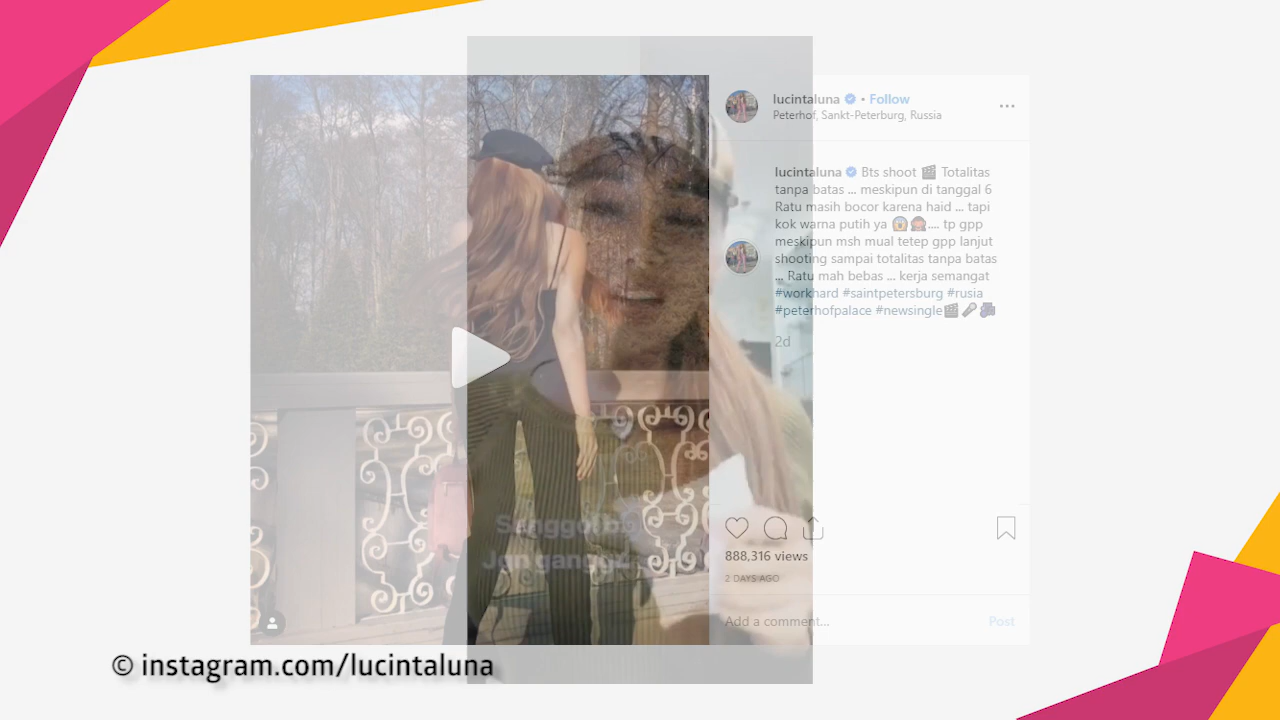 lucintaluna • Follow
Peterhof, Sankt-Peterburg, Russia
lucintaluna Bts shoot 🎬 Totalitas
tanpa batas ... meskipun di tanggal 6
Ratu masih bocor karena haid ... tapi
kok warna putih ya 😱🙊.... tp gpp
meskipun msh mual tetep gpp lanjut
shooting sampai totalitas tanpa batas
... Ratu mah bebas ... kerja semangat
#workhard #saintpetersburg #rusia
#peterhofpalace #newsingle🎬🎤
2d
Jgn
888,316 views
2 DAYS AGO
Add a comment...
Post
© instagram.com/lucintaluna